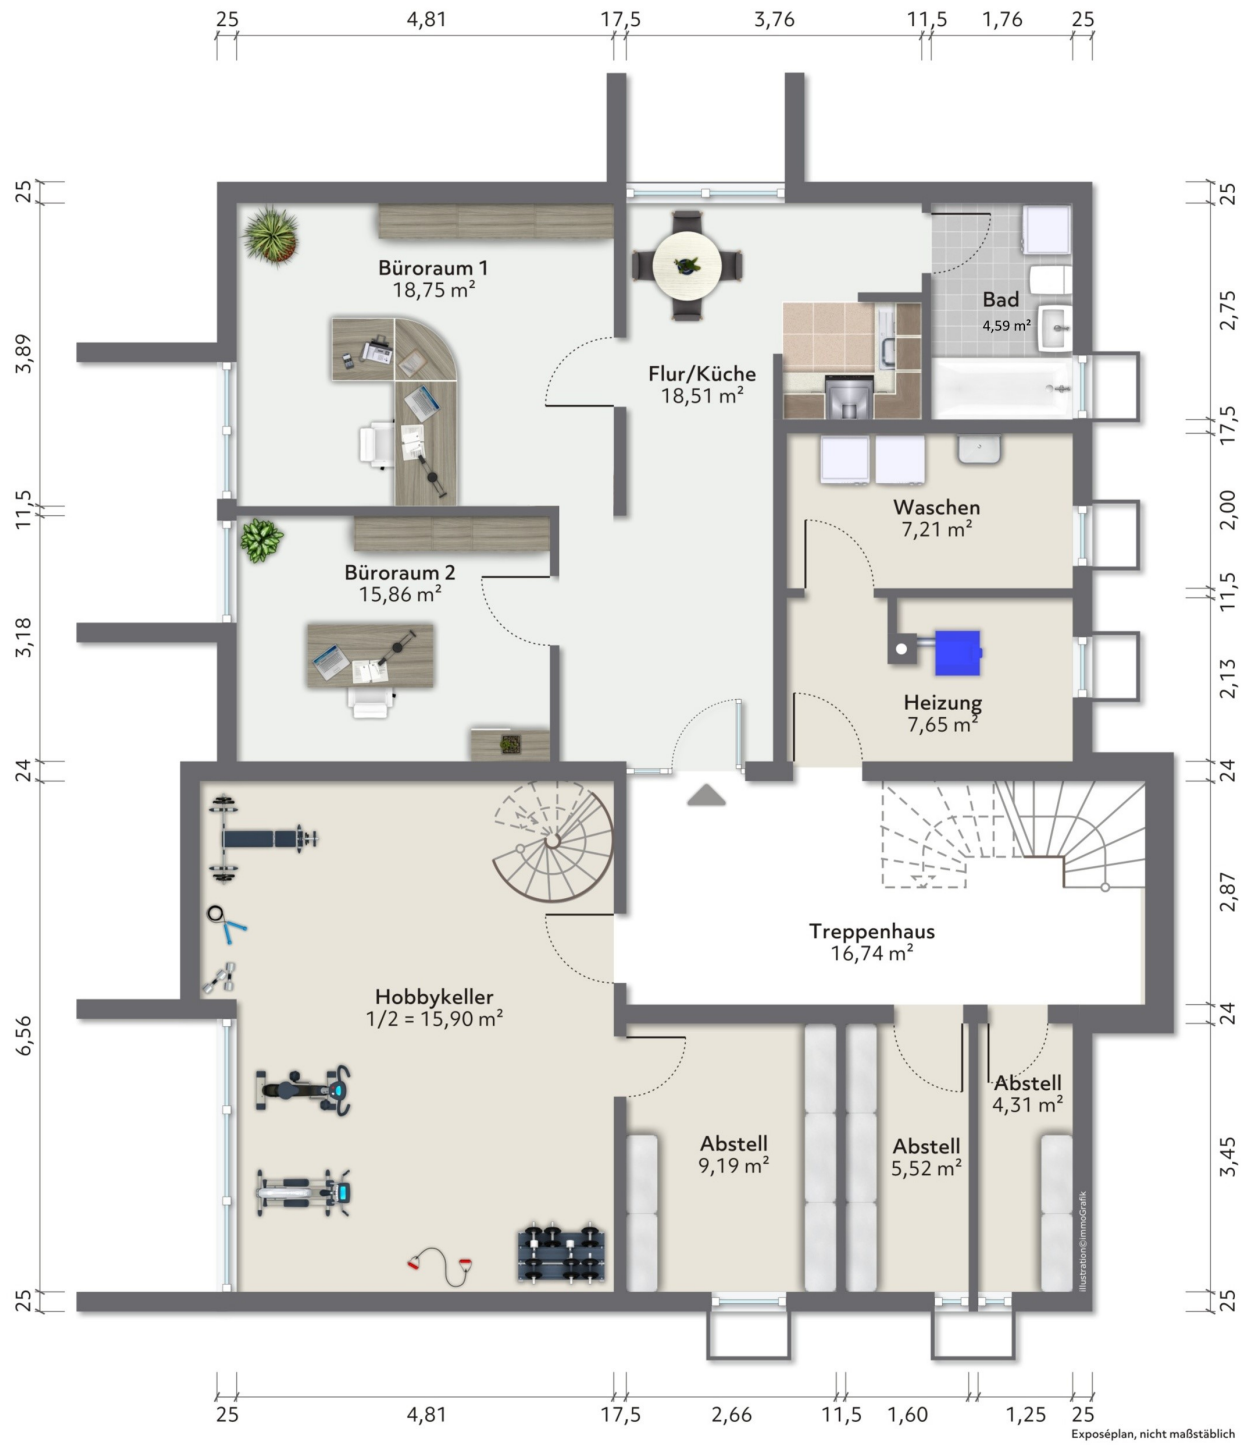 25 4,81 17,5 3,76 11,5 1,76 25
25
3,89
11,5
3,18
24
6,56
25
Büroraum 1
18,75 m²
Bad
4,59 m²
Flur/Küche
18,51 m²
Waschen
7,21 m²
Büroraum 2
15,86 m²
Heizung
7,65 m²
Treppenhaus
16,74 m²
Hobbykeller
1/2 = 15,90 m²
Abstell
4,31 m²
Abstell
9,19 m²
Abstell
5,52 m²
illustration©immoGrafik
25
2,75
17,5
2,00
11,5
2,13
24
2,87
24
3,45
25
25 4,81 17,5 2,66 11,5 1,60 1,25 25
Exposéplan, nicht maßstäblich